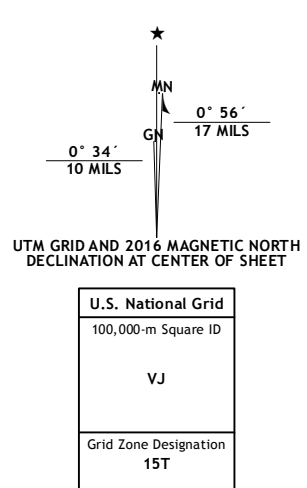 MN
0° 56´
17 MILS
GN
0° 34´
10 MILS
UTM GRID AND 2016 MAGNETIC NORTH
DECLINATION AT CENTER OF SHEET
U.S. National Grid
100,000-m Square ID
VJ
Grid Zone Designation
15T